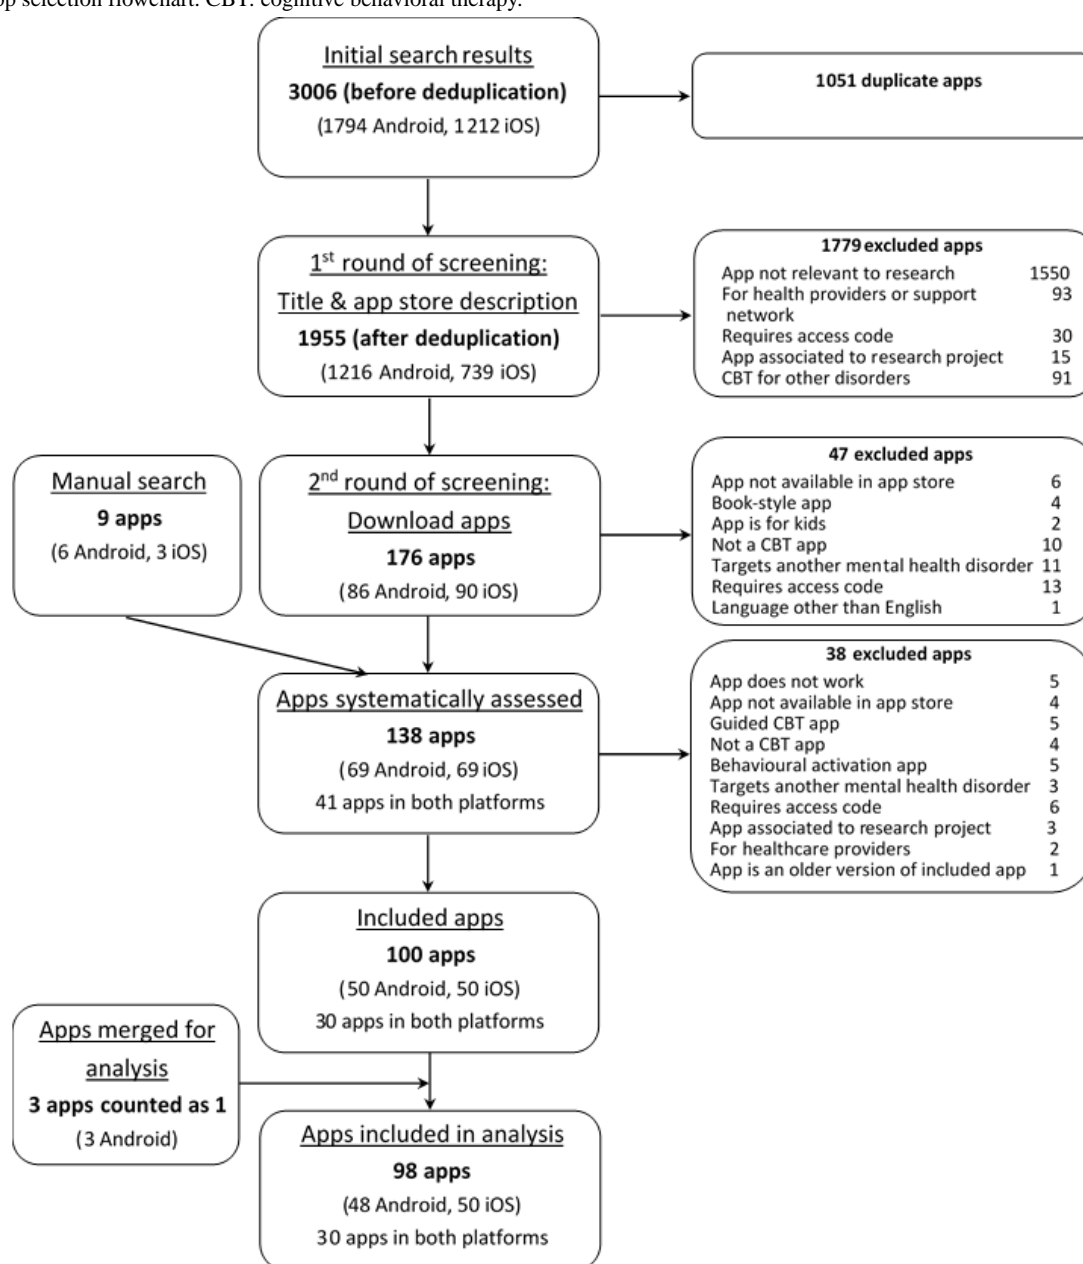 app selection flowchart. CBT: cognitive behavioral therapy.
Initial search results
3006 (before deduplication)
(1794 Android, 1212 iOS)
1051 duplicate apps
1st round of screening:
Title & app store description
1955 (after deduplication)
(1216 Android, 739 iOS)
1779 excluded apps
App not relevant to research 1550
For health providers or support 93
network
Requires access code 30
App associated to research project 15
CBT for other disorders 91
Manual search
9 apps
(6 Android, 3 iOS)
2nd round of screening:
Download apps
176 apps
(86 Android, 90 iOS)
47 excluded apps
App not available in app store 6
Book-style app 4
App is for kids 2
Not a CBT app 10
Targets another mental health disorder 11
Requires access code 13
Language other than English 1
Apps systematically assessed
138 apps
(69 Android, 69 iOS)
41 apps in both platforms
38 excluded apps
App does not work 5
App not available in app store 4
Guided CBT app 5
Not a CBT app 4
Behavioural activation app 5
Targets another mental health disorder 3
Requires access code 6
App associated to research project 3
For healthcare providers 2
App is an older version of included app 1
Included apps
100 apps
(50 Android, 50 iOS)
30 apps in both platforms
Apps merged for
analysis
3 apps counted as 1
(3 Android)
Apps included in analysis
98 apps
(48 Android, 50 iOS)
30 apps in both platforms